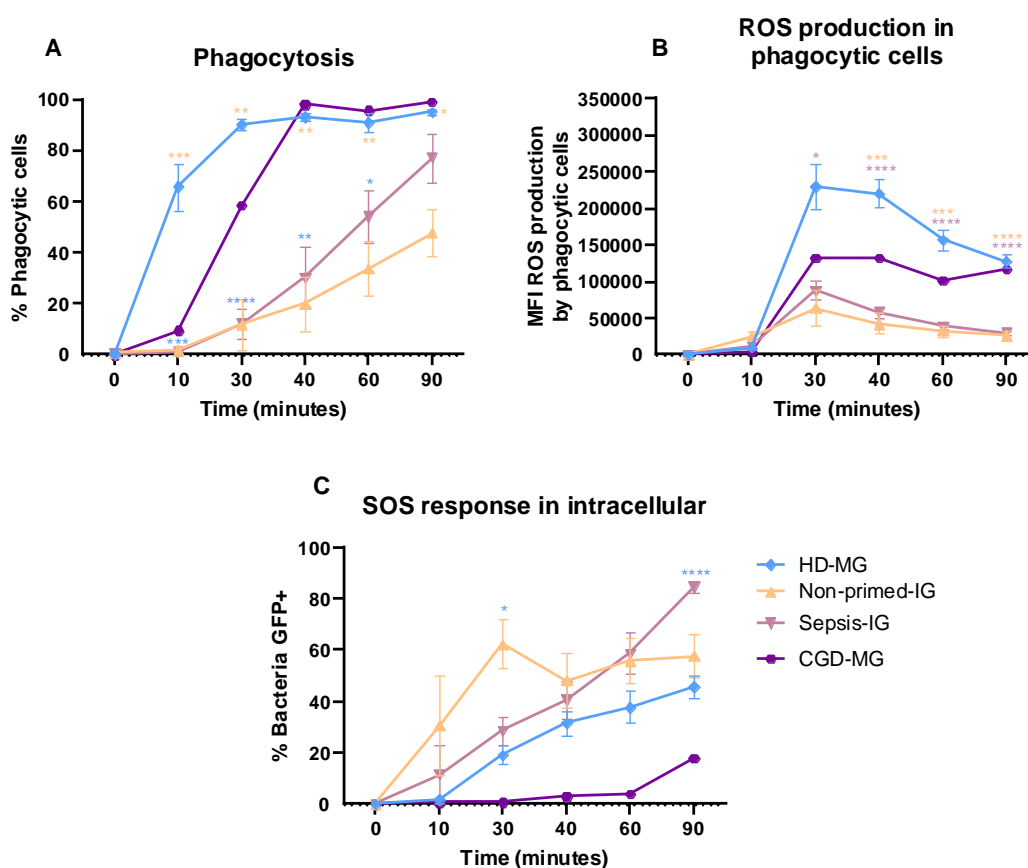 A
Phagocytosis
***
**
**
**
*
***
****
**
*
% Phagocytic cells
100
80
60
40
20
0
0 10 30 40 60 90
Time (minutes)
B
ROS production in
phagocytic cells
*
***
****
***
****
****
****
MFI ROS production
by phagocytic cells
350000
300000
250000
200000
150000
100000
50000
0
0 10 30 40 60 90
Time (minutes)
C
SOS response in intracellular
*
****
% Bacteria GFP+
100
80
60
40
20
0
0 10 30 40 60 90
Time (minutes)
HD-MG
Non-primed-IG
Sepsis-IG
CGD-MG